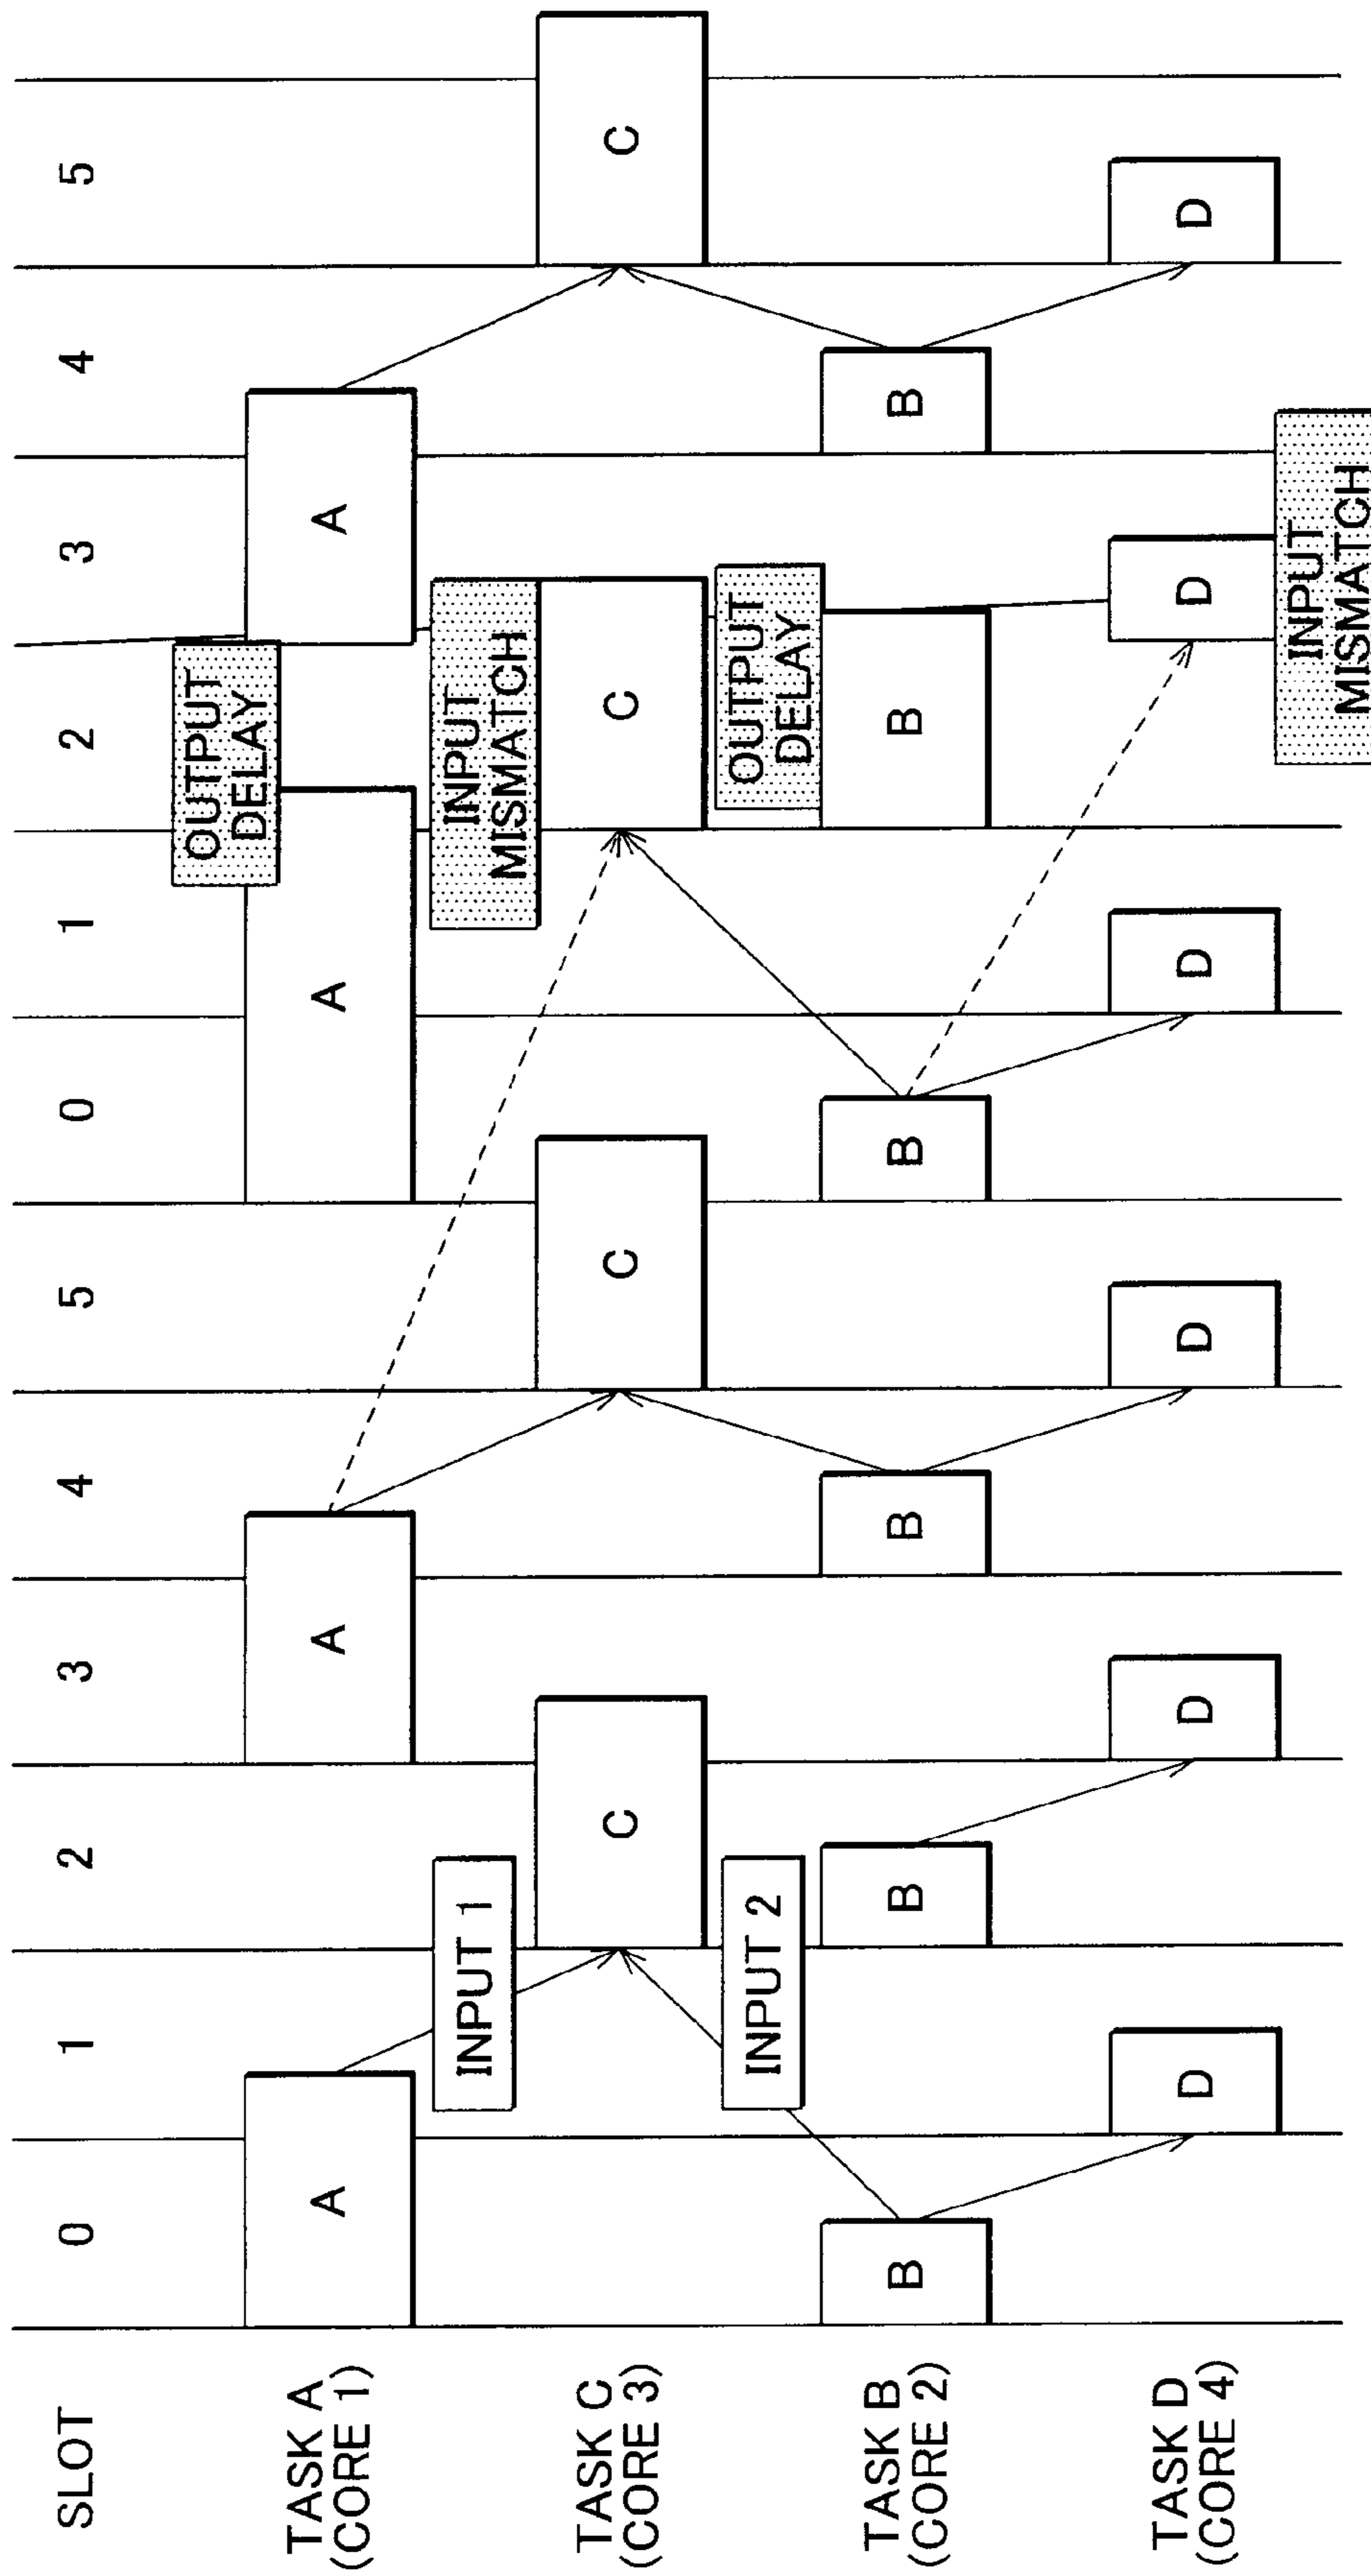 SLOT 0 1 2 3 4 5 0 1 2 3 4 5
OUTPUT
DELAY
TASK A
(CORE 1)
A A A A
INPUT 1
INPUT
MISMATCH
TASK C
(CORE 3)
C C C C
INPUT 2
OUTPUT
DELAY
TASK B
(CORE 2)
B B B B B B
TASK D
(CORE 4)
D D D D D D
INPUT
MISMATCH